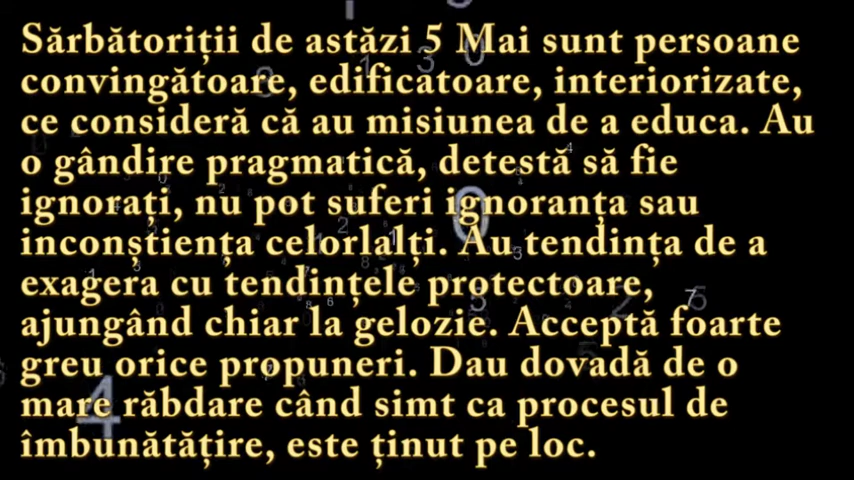 Sărbătoriții de astăzi 5 Mai sunt persoane
convingătoare, edificatoare, interiorizate,
ce consideră că au misiunea de a educa. Au
o gândire pragmatică, detestă să fie
ignorați, nu pot suferi ignoranța sau
inconștiența celorlalți. Au tendința de a
exagera cu tendințele protectoare,
ajungând chiar la gelozie. Acceptă foarte
greu orice propuneri. Dau dovadă de o
mare răbdare când simt ca procesul de
îmbunătățire, este ținut pe loc.